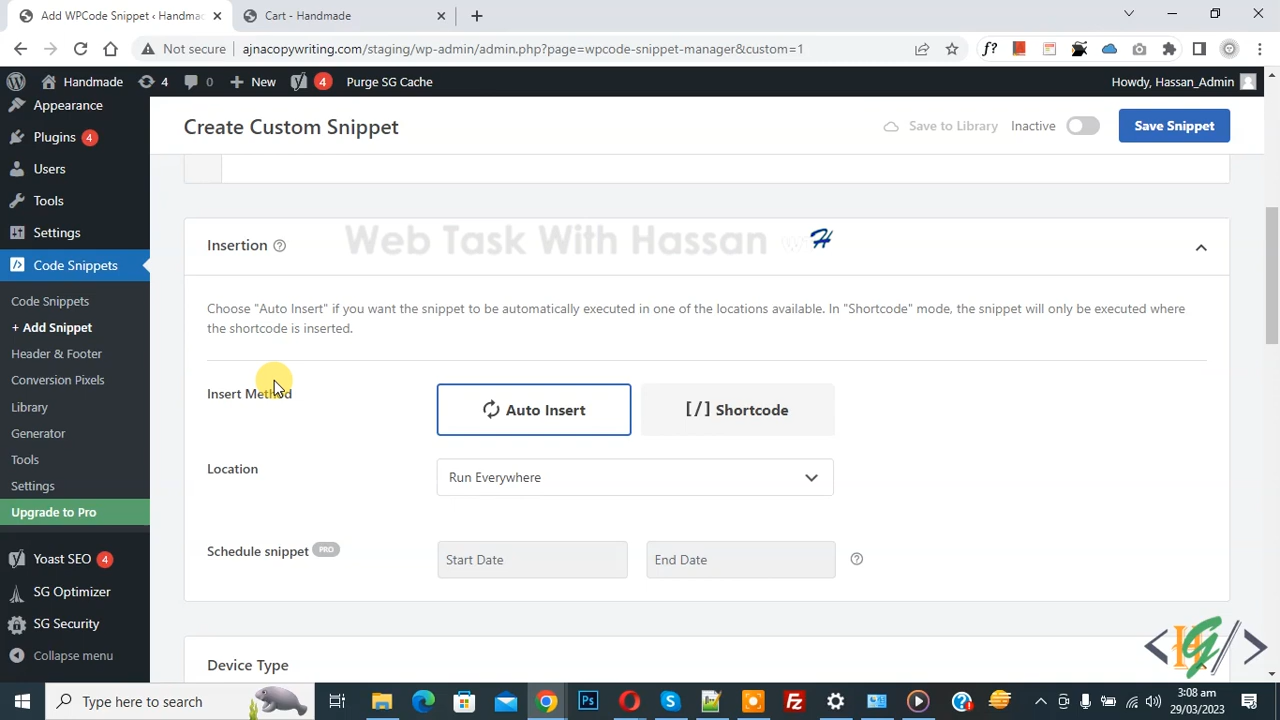 Add WPCode Snippet ‹ Handmac
Cart - Handmade
Not secure
ajnacopywriting.com/staging/wp-admin/admin.php?page=wpcode-snippet-manager&custom=1
f?
Handmade
4
0
New
4
Purge SG Cache
Howdy, Hassan_Admin
Appearance
Plugins 4
Users
Tools
Settings
Code Snippets
Code Snippets
+ Add Snippet
Header & Footer
Conversion Pixels
Library
Generator
Tools
Settings
Upgrade to Pro
Yoast SEO 4
SG Optimizer
SG Security
Collapse menu
Create Custom Snippet
Save to Library
Inactive
Save Snippet
Insertion
Web Task With Hassan
Choose "Auto Insert" if you want the snippet to be automatically executed in one of the locations available. In "Shortcode" mode, the snippet will only be executed where
the shortcode is inserted.
Insert Method
Auto Insert
[/] Shortcode
Location
Run Everywhere
Schedule snippet PRO
Start Date
End Date
Device Type
Type here to search
Ps
3:08 am
29/03/2023